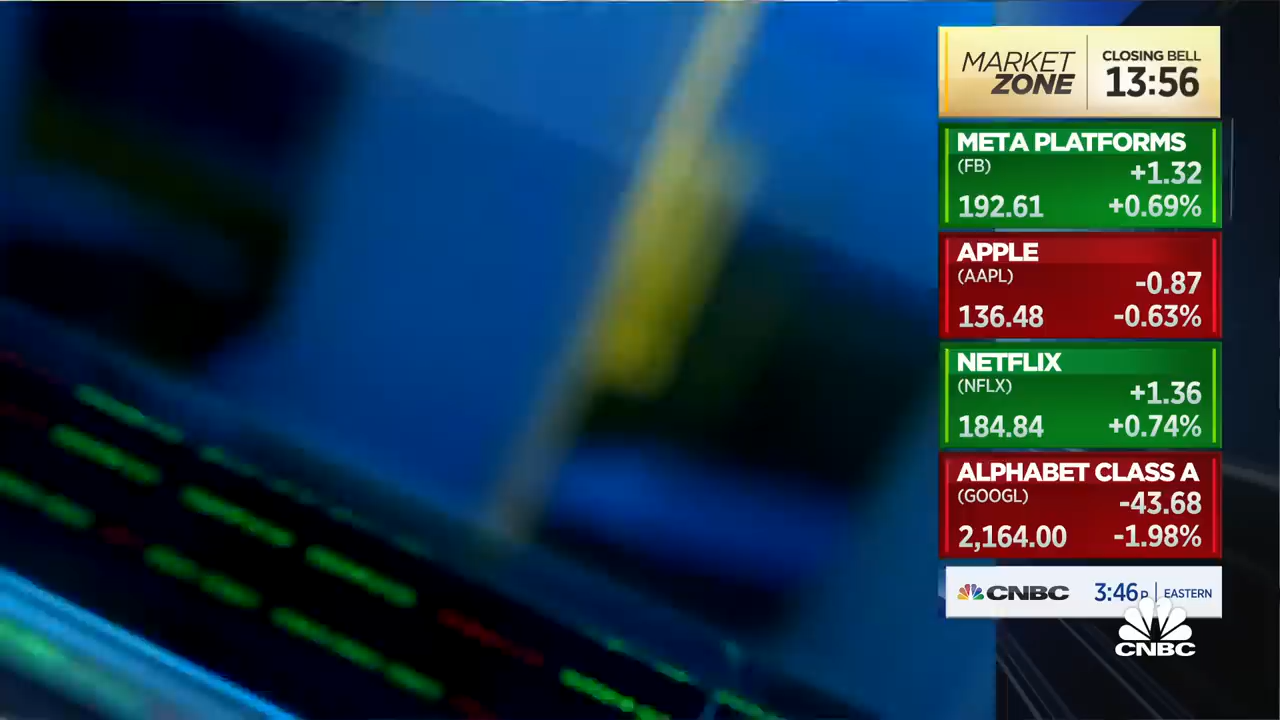 MARKET
ZONE
CLOSING BELL
13:56
META PLATFORMS
(FB)
+1.32
192.61
+0.69%
APPLE
(AAPL)
-0.87
136.48
-0.63%
NETFLIX
(NFLX)
+1.36
184.84
+0.74%
ALPHABET CLASS A
(GOOGL)
-43.68
2,164.00
-1.98%
CNBC
3:46P
EASTERN
CNBC